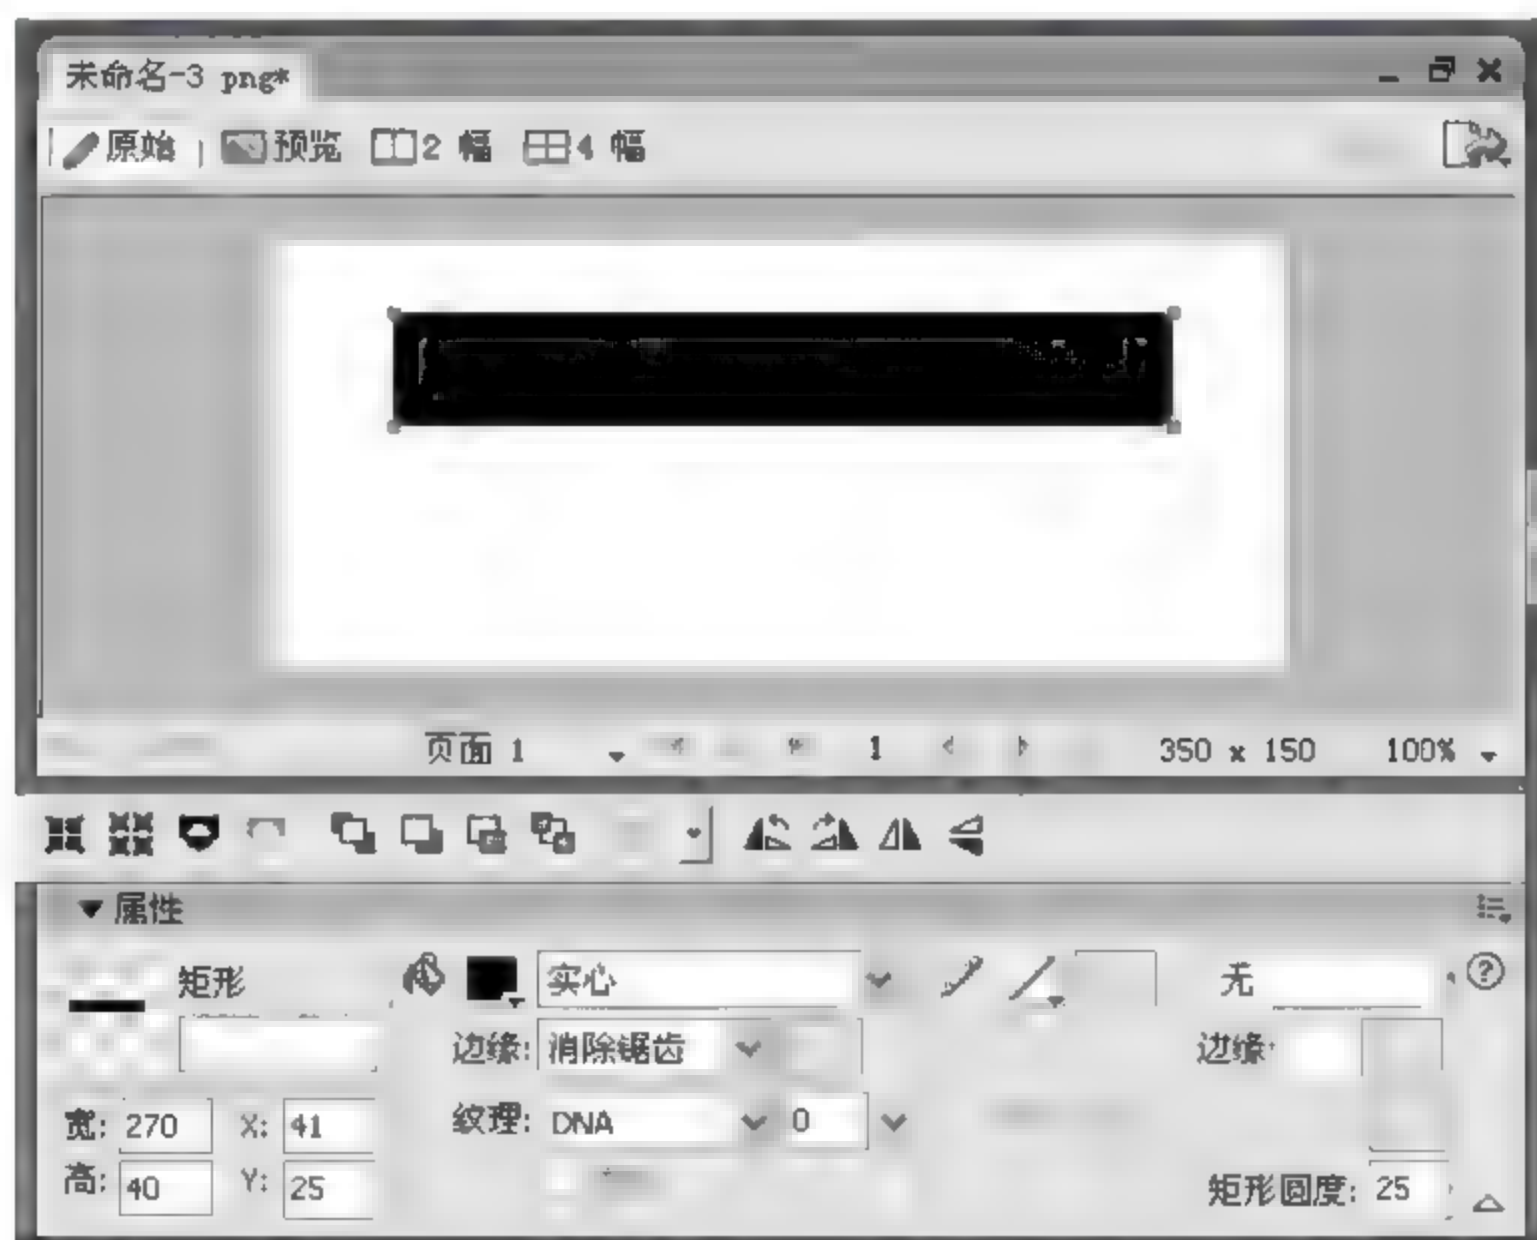 未命名-3 png*
原始 预览 2 幅 4 幅
页面 1 1 350 x 150 100%
属性
矩形 实心 无
边缘: 消除锯齿 边缘:
宽: 270 X: 41 纹理: DNA 0
高: 40 Y: 25 矩形圆度: 25